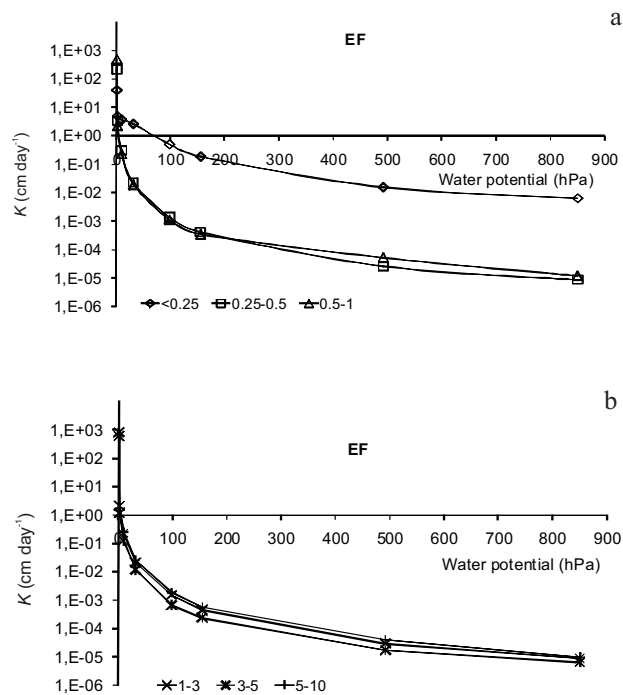 a
EF
1,E+03
1,E+02
1,E+01
1,E+00
1,E-01
1,E-02
1,E-03
1,E-04
1,E-05
1,E-06
K (cm day-1)
0 100 200 300 400 500 600 700 800 900
Water potential (hPa)
<0.25 0.25-0.5 0.5-1
b
EF
1,E+03
1,E+02
1,E+01
1,E+00
1,E-01
1,E-02
1,E-03
1,E-04
1,E-05
1,E-06
K (cm day-1)
0 100 200 300 400 500 600 700 800 900
Water potential (hPa)
1-3 3-5 5-10